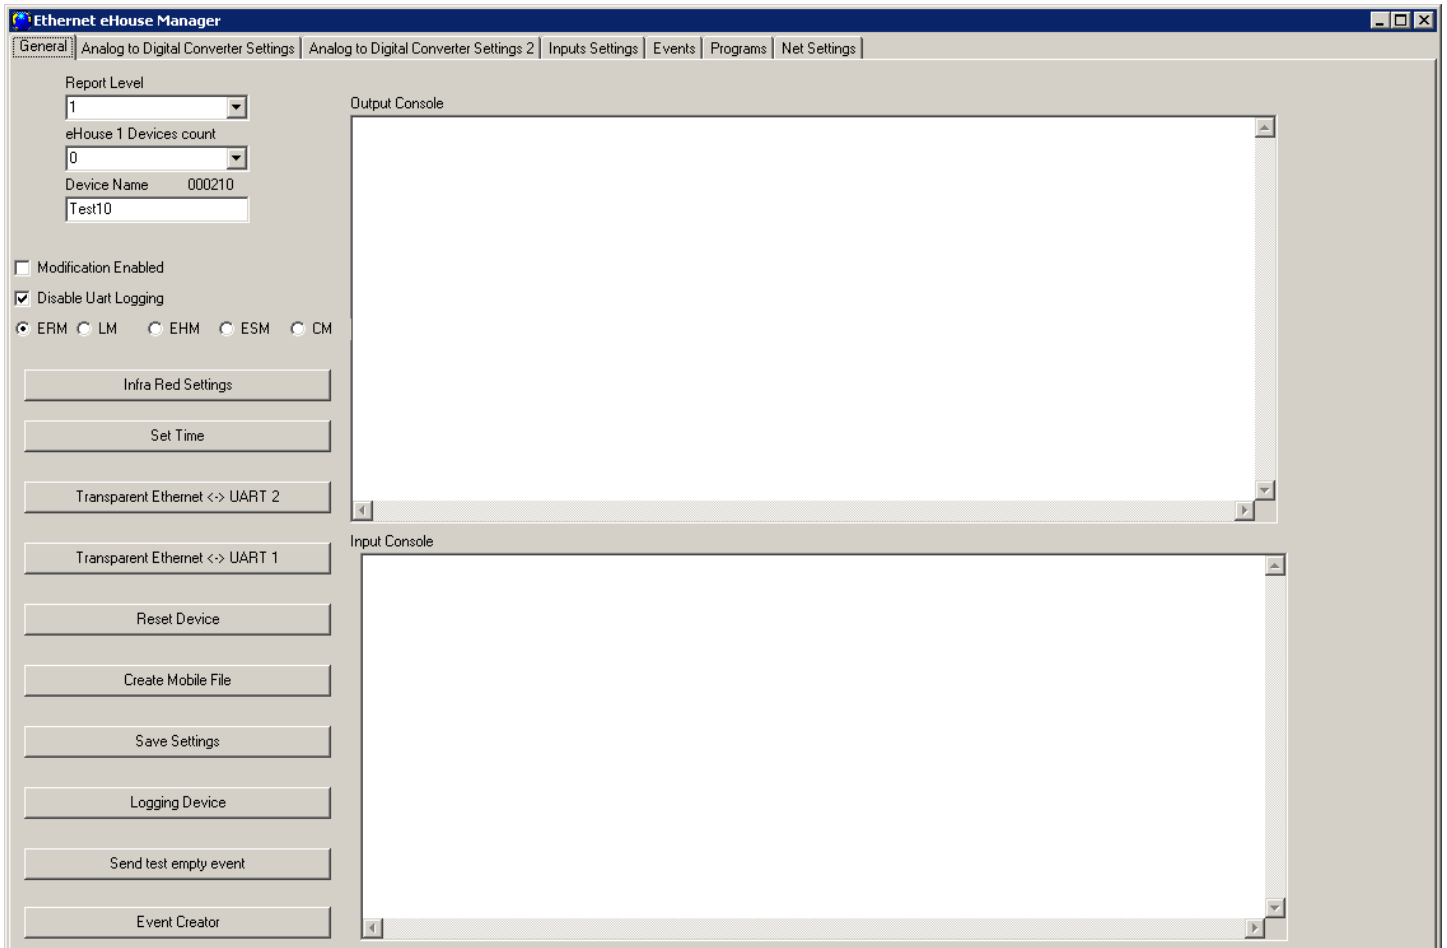 Ethernet eHouse Manager
General Analog to Digital Converter Settings Analog to Digital Converter Settings 2 Inputs Settings Events Programs Net Settings
Report Level
1
eHouse 1 Devices count
0
Device Name 000210
Test10
Modification Enabled
Disable Uart Logging
ERM LM EHM ESM CM
Infra Red Settings
Set Time
Transparent Ethernet <-> UART 2
Transparent Ethernet <-> UART 1
Reset Device
Create Mobile File
Save Settings
Logging Device
Send test empty event
Event Creator
Output Console
Input Console